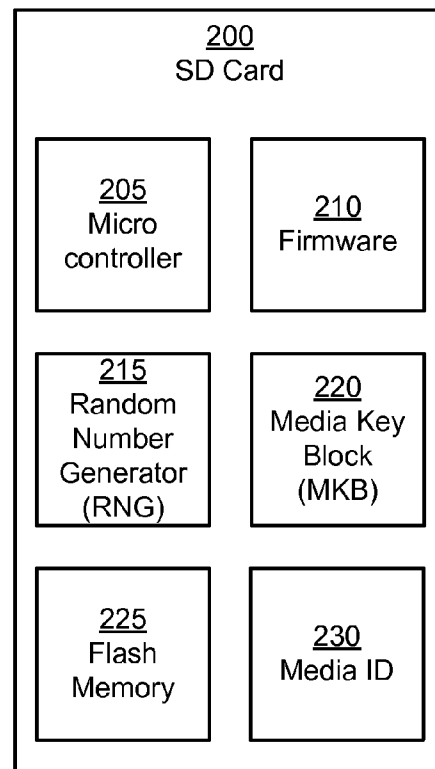 200
SD Card
205
Micro
controller
210
Firmware
215
Random
Number
Generator
(RNG)
220
Media Key
Block
(MKB)
225
Flash
Memory
230
Media ID